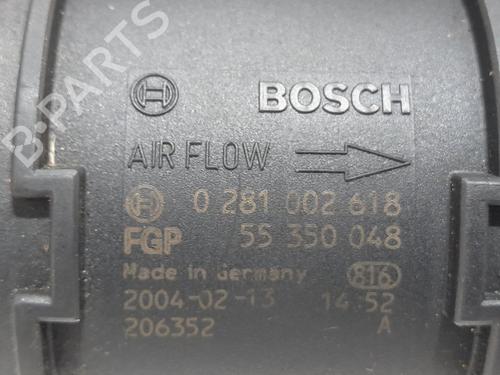 B-PARTS
BOSCH
AIR FLOW
0 281 002 618
FGP 55 350 048
Made in Germany 816
2004-02-13 14:52
206352 A